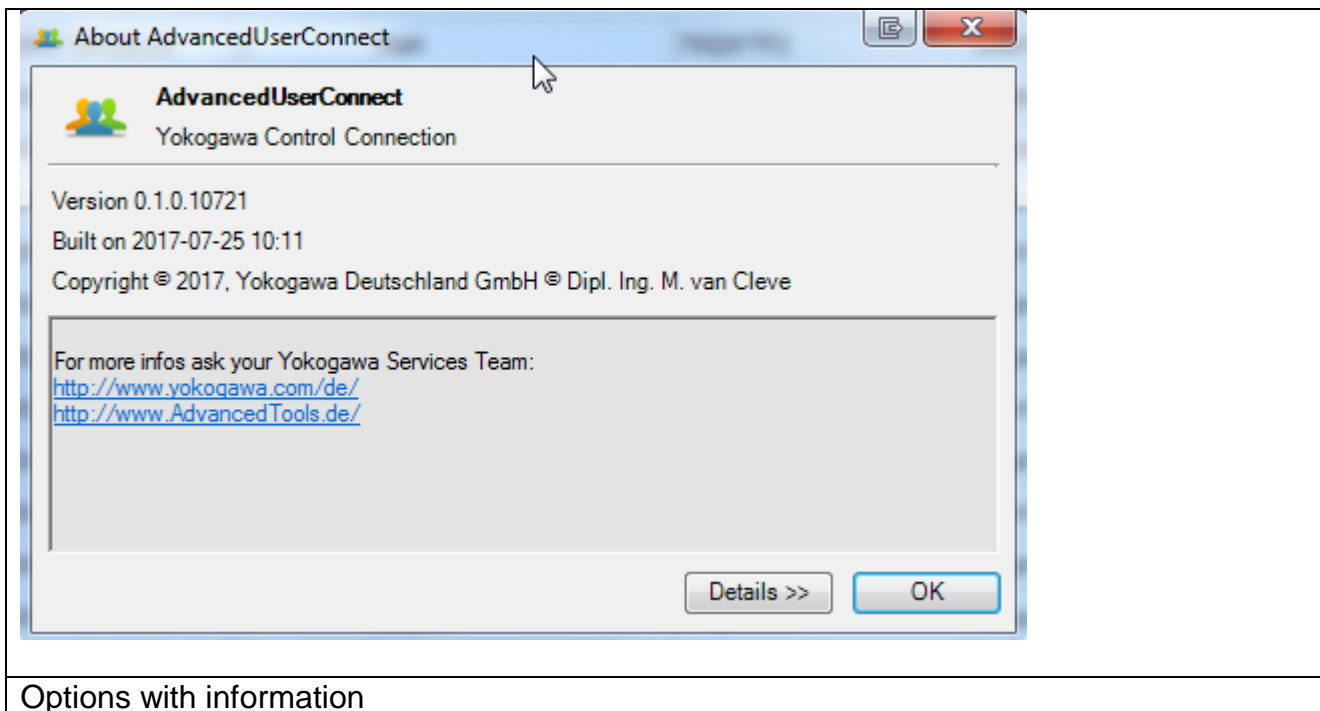 About AdvancedUserConnect
AdvancedUserConnect
Yokogawa Control Connection
Version 0.1.0.10721
Built on 2017-07-25 10:11
Copyright © 2017, Yokogawa Deutschland GmbH © Dipl. Ing. M. van Cleve
For more infos ask your Yokogawa Services Team:
http://www.yokogawa.com/de/
http://www.AdvancedTools.de/
Details >> OK
Options with information